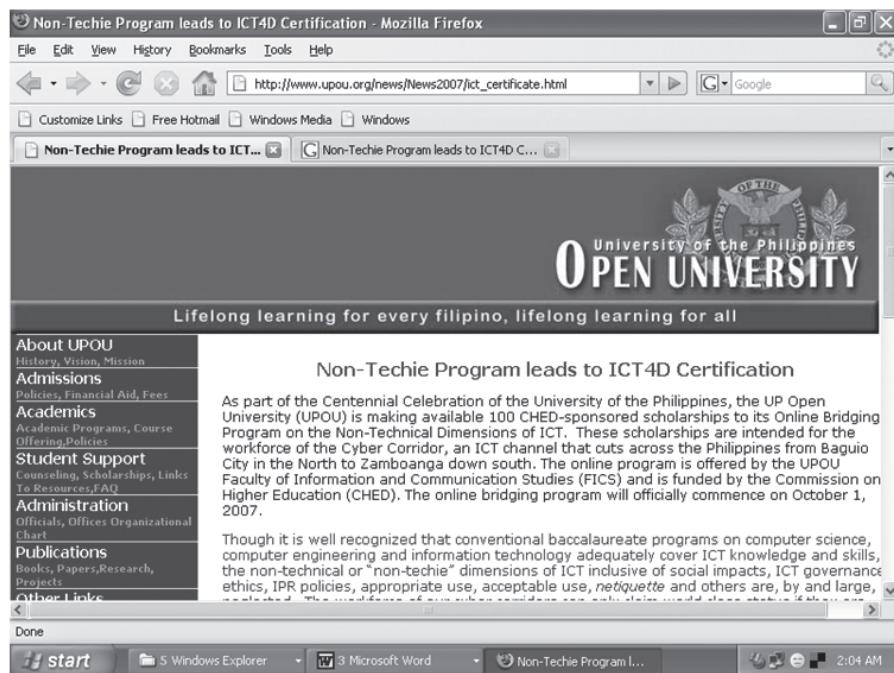 Non-Techie Program leads to ICT4D Certification - Mozilla Firefox
File Edit View History Bookmarks Tools Help
http://www.upou.org/news/News2007/ict_certificate.html
Google
Customize Links Free Hotmail Windows Media Windows
Non-Techie Program leads to ICT... Non-Techie Program leads to ICT4D C...
OF THE
University of the Philippines
OPEN UNIVERSITY
Lifelong learning for every filipino, lifelong learning for all
About UPOU
History, Vision, Mission
Admissions
Policies, Financial Aid, Fees
Academics
Academic Programs, Course
Offering,Policies
Student Support
Counseling, Scholarships, Links
To Resources,FAQ
Administration
Officials, Offices Organizational
Chart
Publications
Books, Papers,Research,
Projects
Other Links
Non-Techie Program leads to ICT4D Certification
As part of the Centennial Celebration of the University of the Philippines, the UP Open
University (UPOU) is making available 100 CHED-sponsored scholarships to its Online Bridging
Program on the Non-Technical Dimensions of ICT. These scholarships are intended for the
workforce of the Cyber Corridor, an ICT channel that cuts across the Philippines from Baguio
City in the North to Zamboanga down south. The online program is offered by the UPOU
Faculty of Information and Communication Studies (FICS) and is funded by the Commission on
Higher Education (CHED). The online bridging program will officially commence on October 1,
2007.
Though it is well recognized that conventional baccalaureate programs on computer science,
computer engineering and information technology adequately cover ICT knowledge and skills,
the non-technical or "non-techie" dimensions of ICT inclusive of social impacts, ICT governance
ethics, IPR policies, appropriate use, acceptable use, netiquette and others are, by and large,
Done
start 5 Windows Explorer 3 Microsoft Word Non-Techie Program l... 2:04 AM